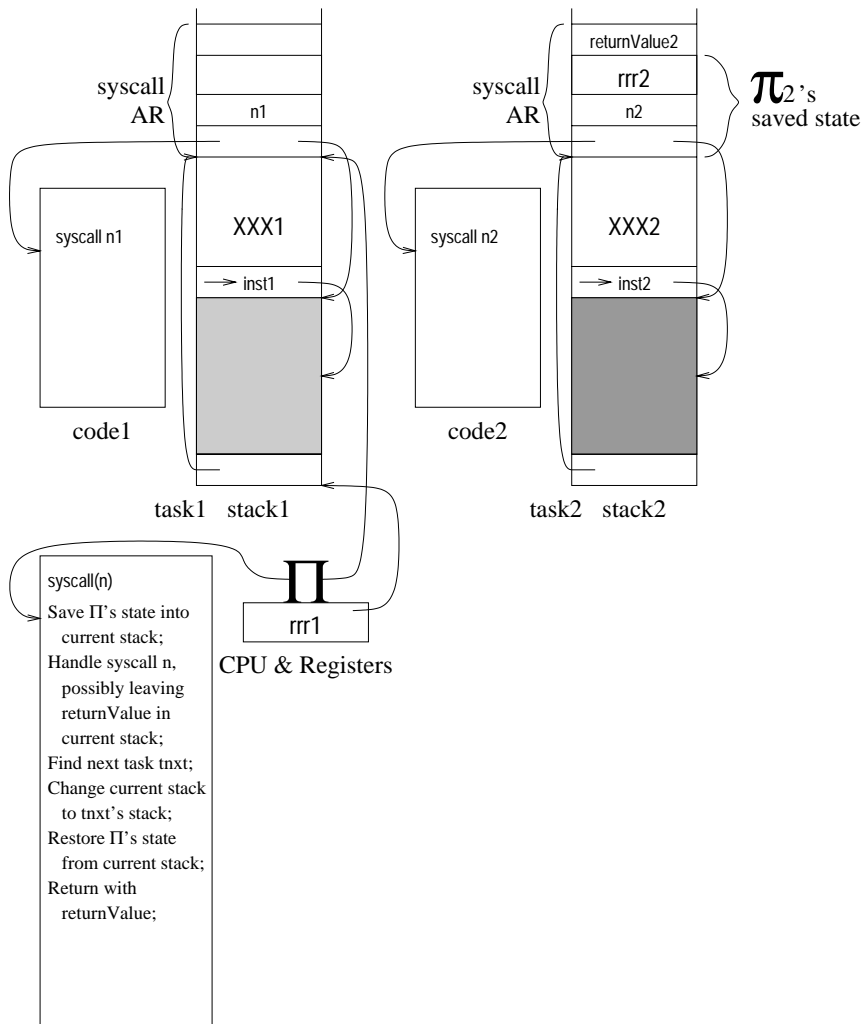 syscall
AR
n1
syscall n1
XXX1
inst1
code1
task1 stack1
syscall
AR
returnValue2
rrr2
n2
π2's
saved state
syscall n2
XXX2
inst2
code2
task2 stack2
Π
rrr1
CPU & Registers
syscall(n)
Save Π's state into
current stack;
Handle syscall n,
possibly leaving
returnValue in
current stack;
Find next task tnxt;
Change current stack
to tnxt's stack;
Restore Π's state
from current stack;
Return with
returnValue;